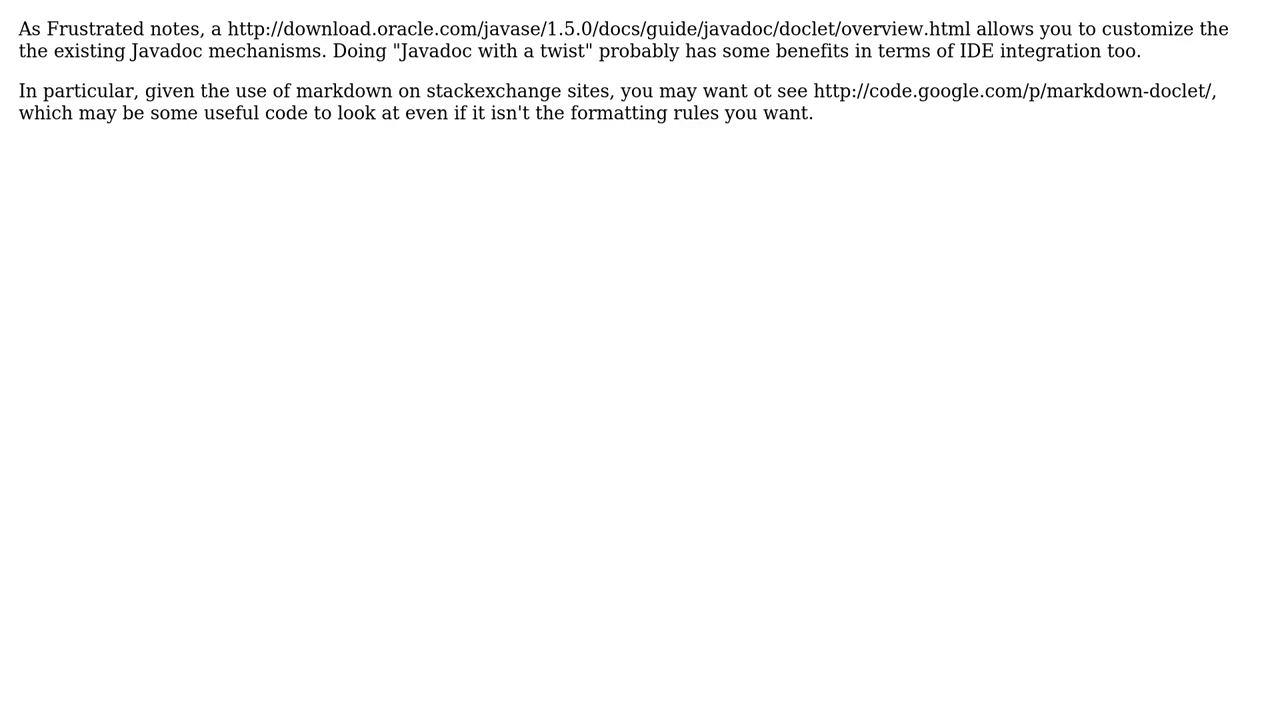 As Frustrated notes, a http://download.oracle.com/javase/1.5.0/docs/guide/javadoc/doclet/overview.html allows you to customize the
the existing Javadoc mechanisms. Doing "Javadoc with a twist" probably has some benefits in terms of IDE integration too.
In particular, given the use of markdown on stackexchange sites, you may want ot see http://code.google.com/p/markdown-doclet/,
which may be some useful code to look at even if it isn't the formatting rules you want.